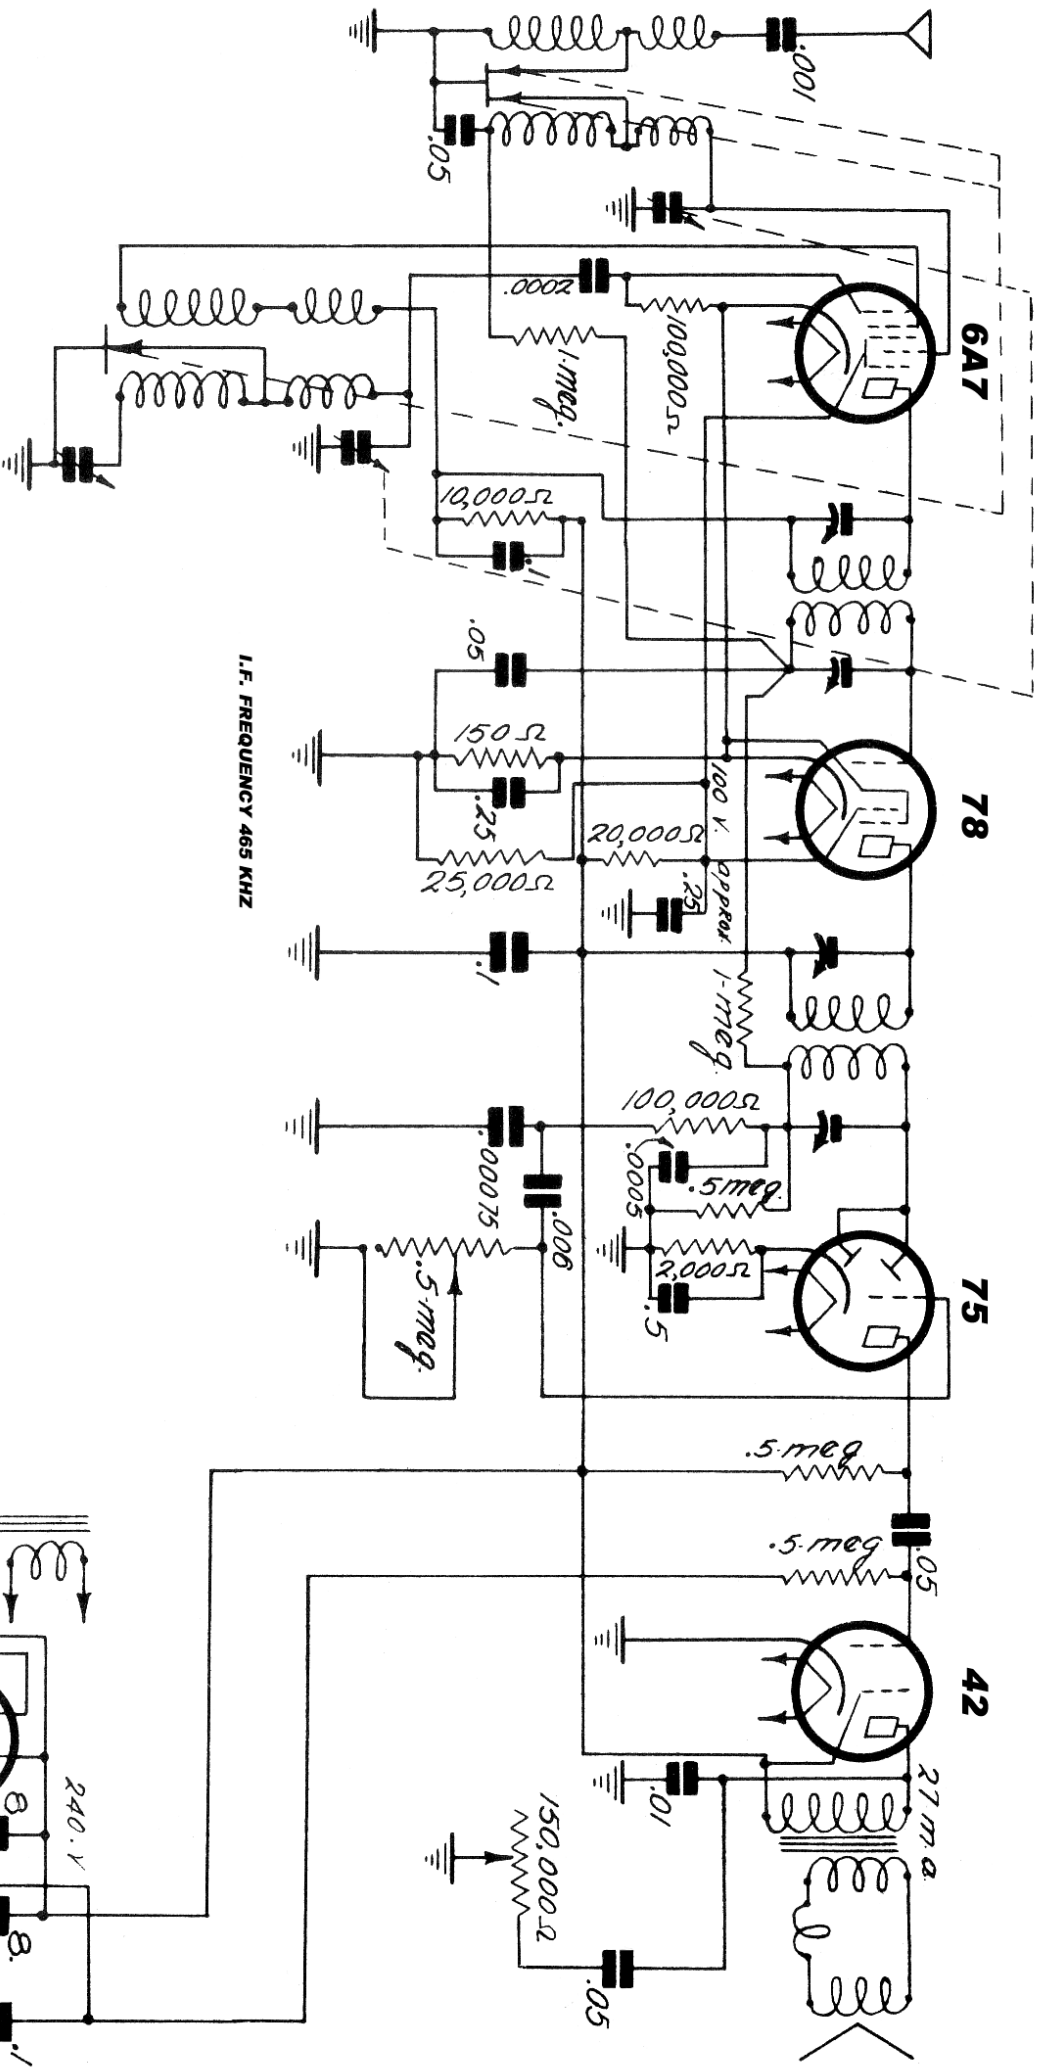 .001
.05
6A7
.0002
100,000Ω
1-meg.
10,000Ω
.1
I.F. FREQUENCY 465 KHZ
.05
150Ω
.25
25,000Ω
20,000Ω
100 V. approx.
.25
78
.1
1-meg.
100,000Ω
.0005
.5 meg
.00075
.006
2,000Ω
.5
.5-meg.
75
.5-meg
.5-meg
.05
42
27 m.a.
.01
150,000Ω
.05
240.V
8
8.
.1